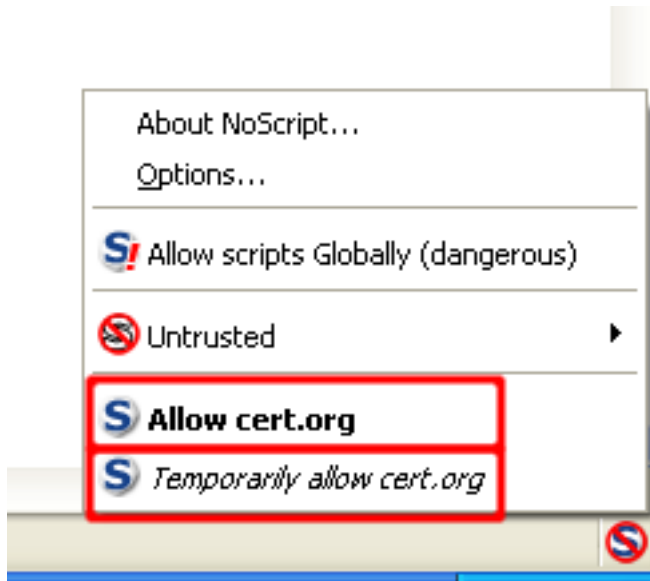 About NoScript...
Options...
Allow scripts Globally (dangerous)
Untrusted
Allow cert.org
Temporarily allow cert.org